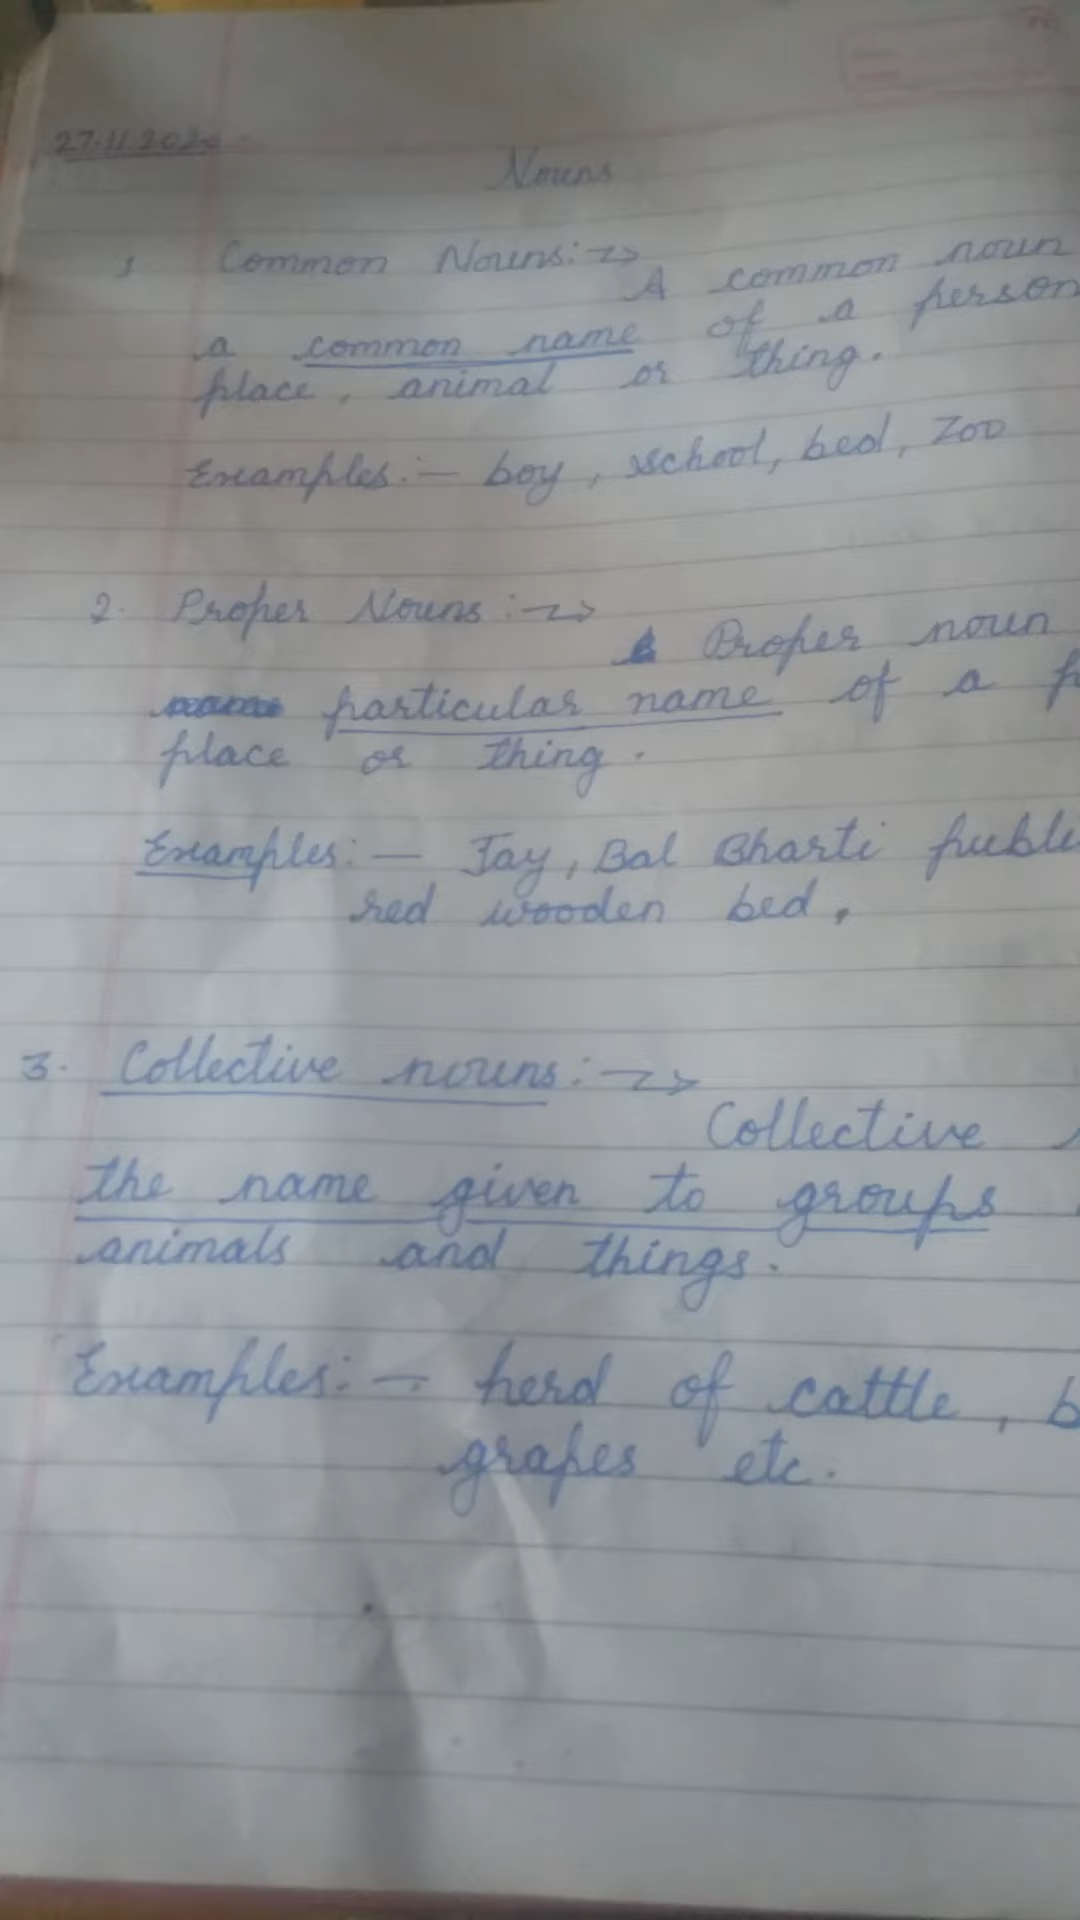 27.11.202
Nouns
1 Common Nouns:->
A common noun
a common name of a person
place, animal or thing.
Examples:- boy, school, bed, Zoo
2. Proper Nouns:->
Proper noun
particular name of a
place or thing.
Examples:- Jay, Bal Bharti
red wooden bed,
3. Collective nouns:->
Collective
the name given to groups
animals and things.
Examples:- herd of cattle,
grapes etc.